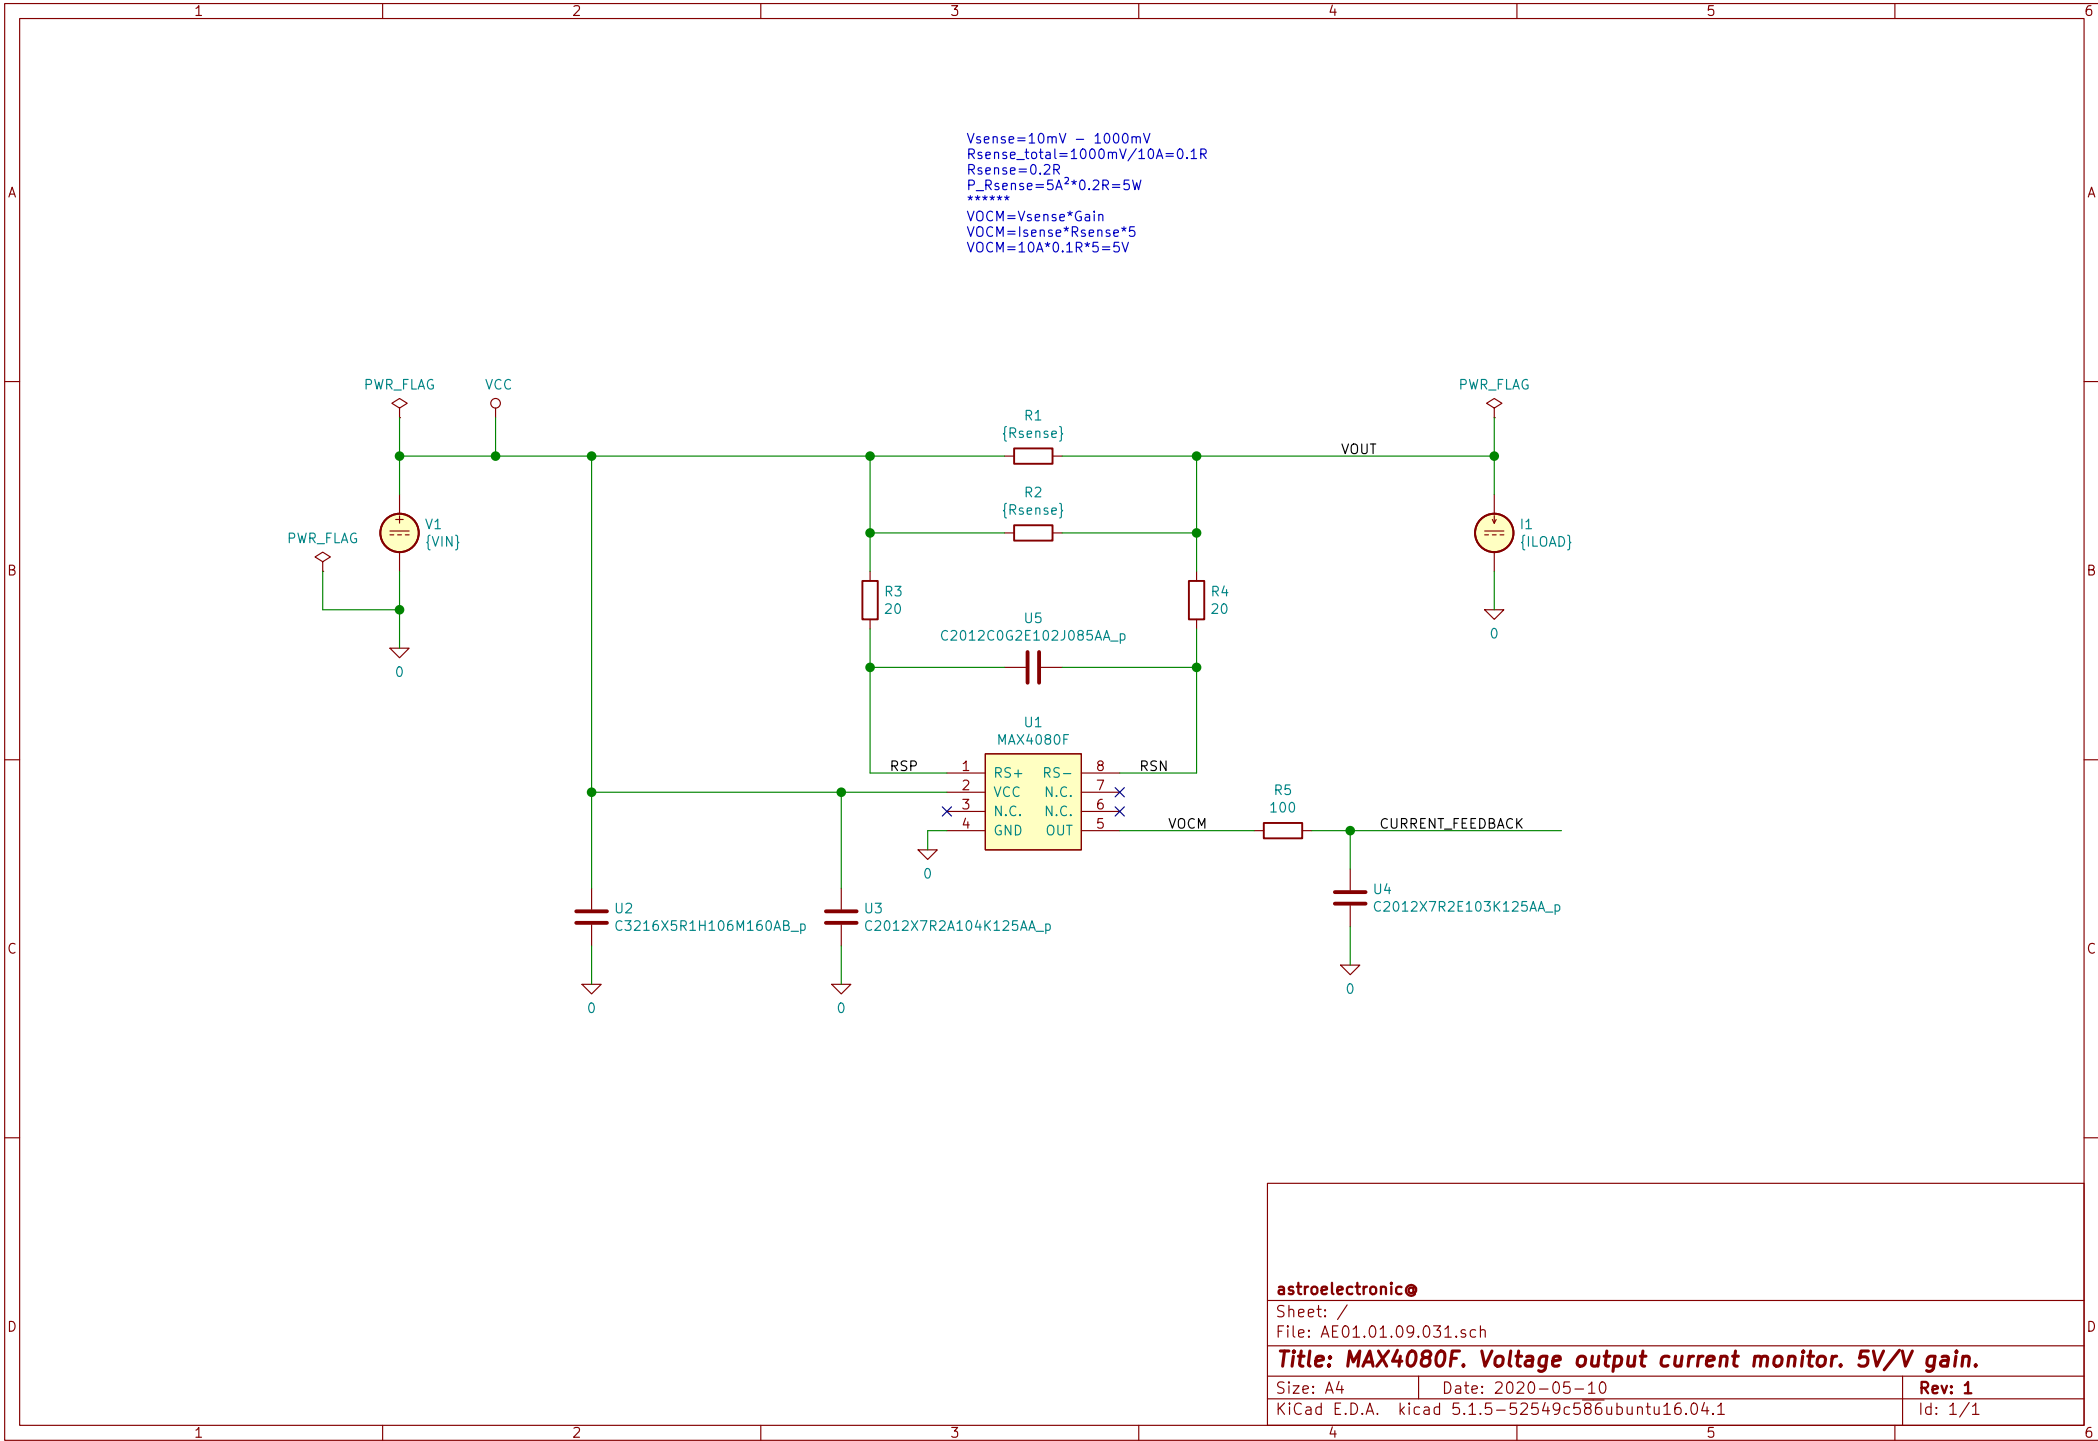 1 2 3 4 5 6
Vsense=10mV - 1000mV
Rsense_total=1000mV/10A=0.1R
Rsense=0.2R
P_Rsense=5A²*0.2R=5W
******
VOCM=Vsense*Gain
VOCM=Isense*Rsense*5
VOCM=10A*0.1R*5=5V
A A
PWR_FLAG VCC PWR_FLAG
R1
{Rsense}
VOUT
R2
{Rsense}
PWR_FLAG
V1
{VIN}
I1
{ILOAD}
B B
R3
20
R4
20
U5
C2012C0G2E102J085AA_p
0
0
U1
MAX4080F
RSP 1 RS+ RS- 8 RSN
2 VCC N.C. 7
3 N.C. N.C. 6
4 GND OUT 5
VOCM
R5
100
CURRENT_FEEDBACK
0
U2
C3216X5R1H106M160AB_p
U3
C2012X7R2A104K125AA_p
U4
C2012X7R2E103K125AA_p
C C
0 0 0
astroelectronic@
Sheet: /
File: AE01.01.09.031.sch
D D
Title: MAX4080F. Voltage output current monitor. 5V/V gain.
Size: A4 Date: 2020-05-10 Rev: 1
KiCad E.D.A. kicad 5.1.5-52549c586ubuntu16.04.1 Id: 1/1
1 2 3 4 5 6